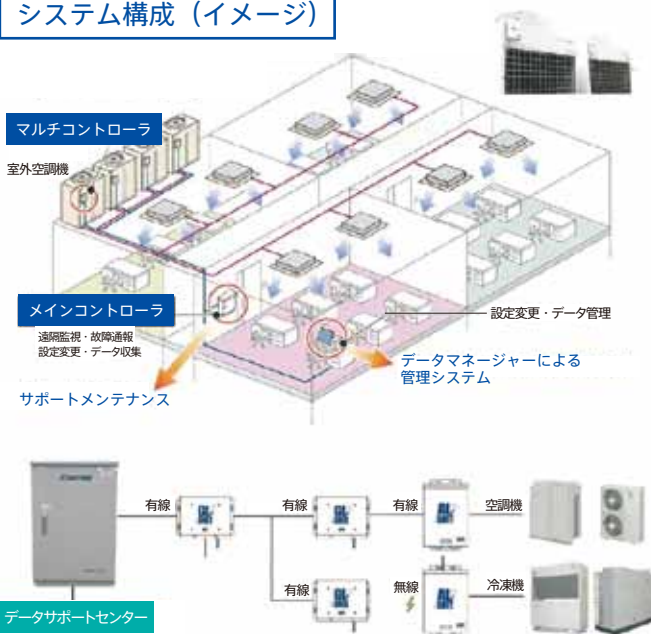 システム構成（イメージ）
マルチコントローラ
室外空調機
メインコントローラ
遠隔監視・故障通報
設定変更・データ収集
設定変更・データ管理
データマネージャーによる
管理システム
サポートメンテナンス
有線
有線
有線
空調機
有線
無線
冷凍機
データサポートセンター